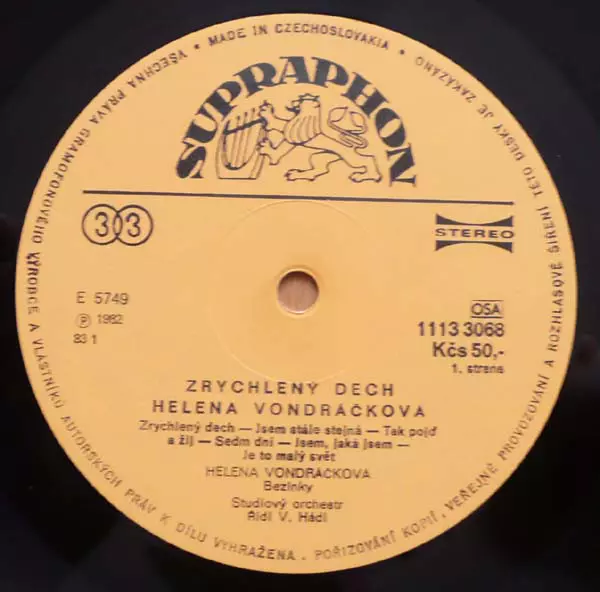 VŠECHNA PRÁVA GRAMOFONOVÉHO VÝROBCE A VLASTNÍKŮ AUTORSKÝCH PRÁV K DÍLU VYHRAŽENA. POŘIZOVÁNÍ KOPIÍ, VEŘEJNÉ PROVOZOVÁNÍ A ROZHLASOVÉ ŠÍŘENÍ TÉTO DESKY JE ZAKÁZÁNO
• MADE IN CZECHOSLOVAKIA •
SUPRAPHON
33
STEREO
E 5749
℗ 1982
83 1
OSA
1113 3068
Kčs 50,-
1. strana
ZRYCHLENÝ DECH
HELENA VONDRÁČKOVÁ
Zrychlený dech — Jsem stále stejná — Tak pojď
a žij — Sedm dní — Jsem, jaká jsem —
Je to malý svět
HELENA VONDRÁČKOVÁ
Bezinky
Studiový orchestr
Řídí V. Hádl